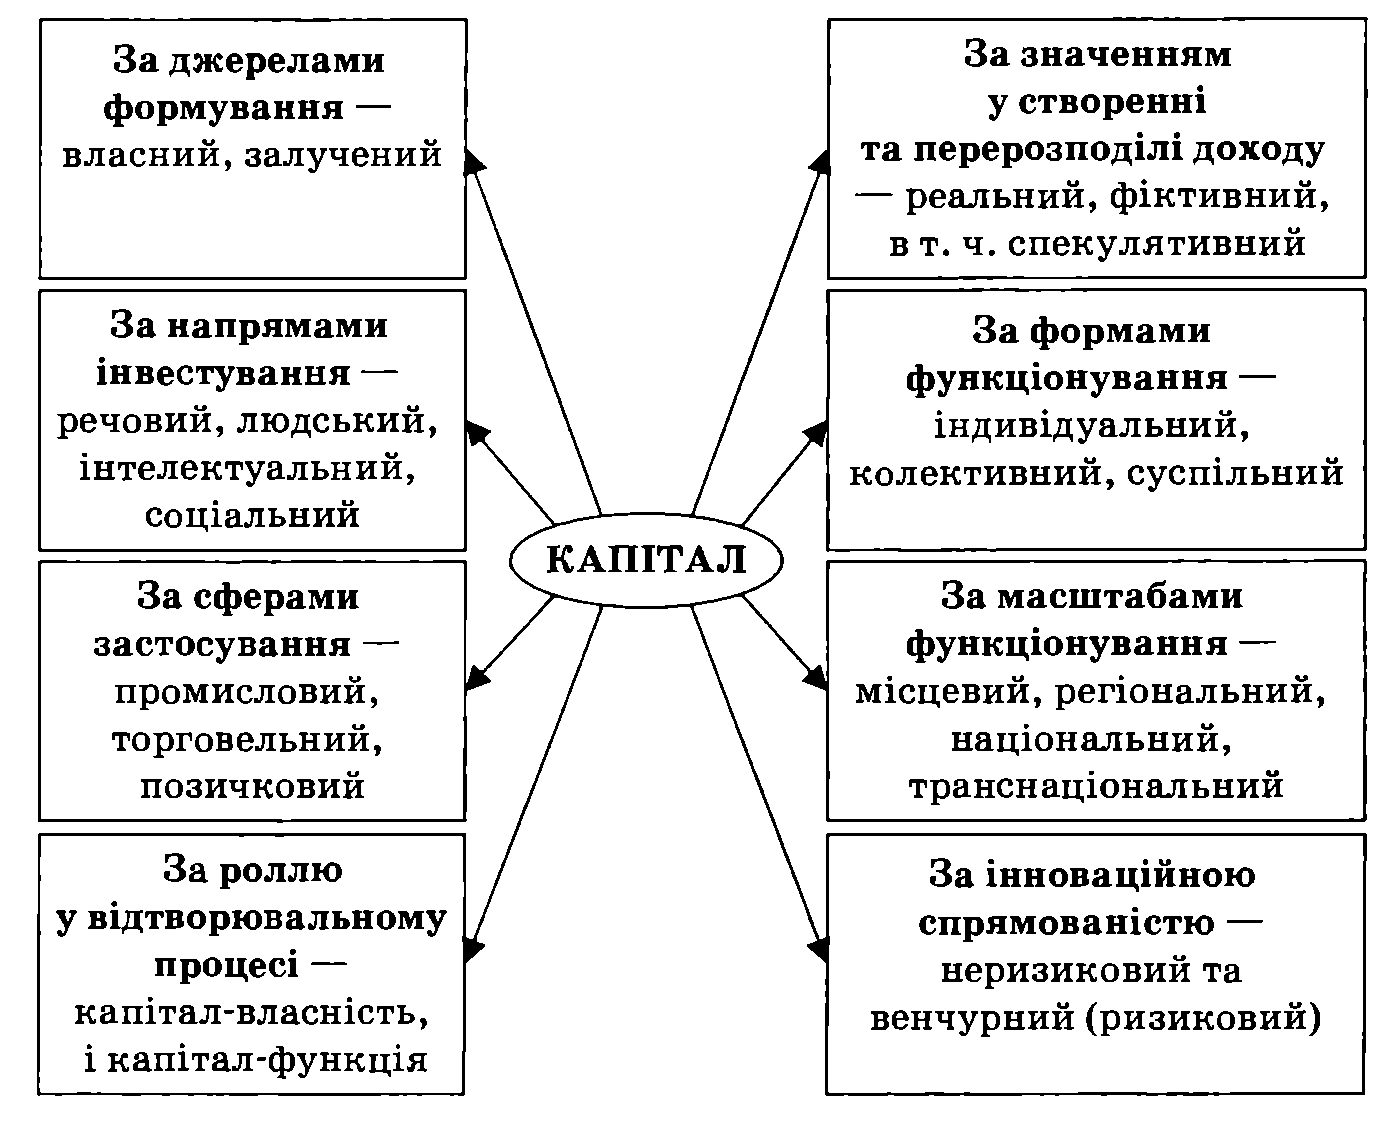 За джерелами
формування —
власний, залучений
За напрямами
інвестування —
речовий, людський,
інтелектуальний,
соціальний
За сферами
застосування —
промисловий,
торговельний,
позичковий
За роллю
у відтворювальному
процесі —
капітал-власність,
і капітал-функція
КАПІТАЛ
За значенням
у створенні
та перерозподілі доходу
— реальний, фіктивний,
в т. ч. спекулятивний
За формами
функціонування —
індивідуальний,
колективний, суспільний
За масштабами
функціонування —
місцевий, регіональний,
національний,
транснаціональний
За інноваційною
спрямованістю —
неризиковий та
венчурний (ризиковий)